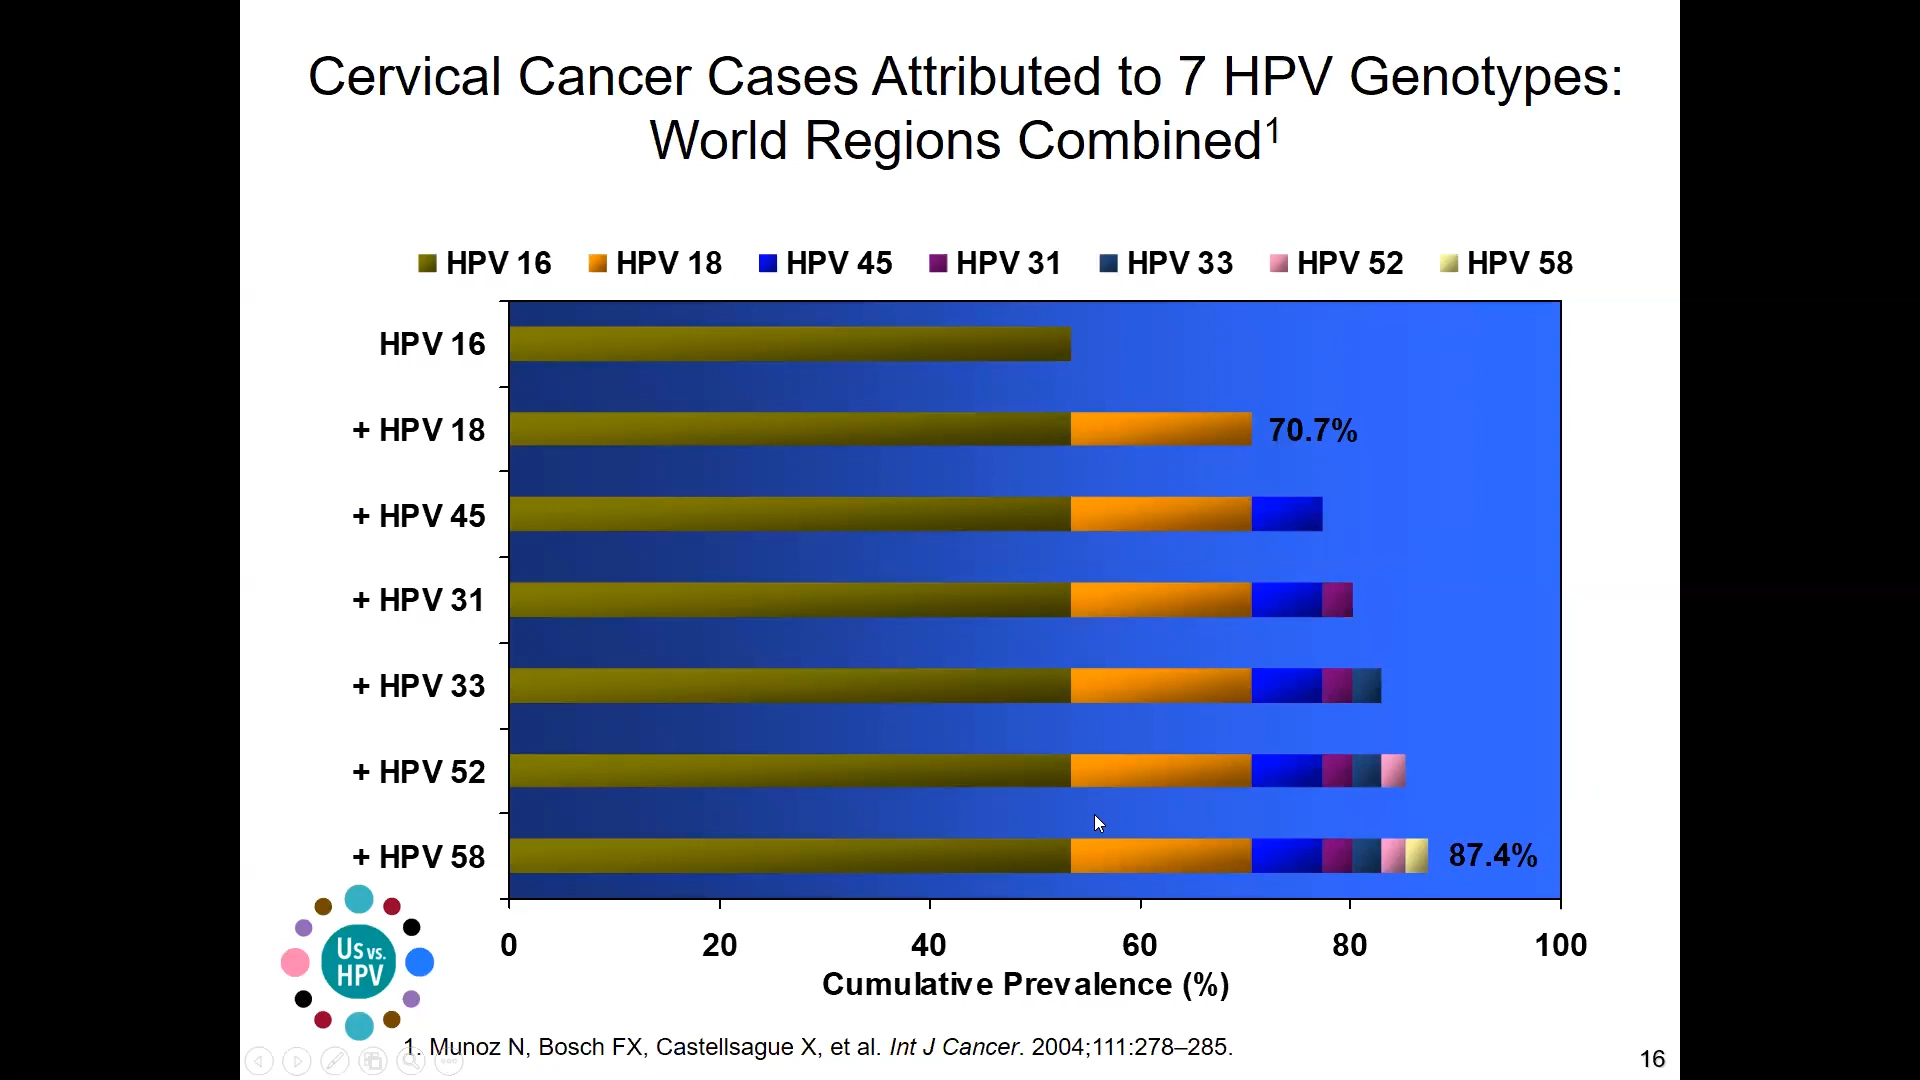 Cervical Cancer Cases Attributed to 7 HPV Genotypes:
World Regions Combined1
HPV 16 HPV 18 HPV 45 HPV 31 HPV 33 HPV 52 HPV 58
HPV 16
+ HPV 18 70.7%
+ HPV 45
+ HPV 31
+ HPV 33
+ HPV 52
+ HPV 58 87.4%
0 20 40 60 80 100
Cumulative Prevalence (%)
Us vs.
HPV
1. Munoz N, Bosch FX, Castellsague X, et al. Int J Cancer. 2004;111:278–285.
16